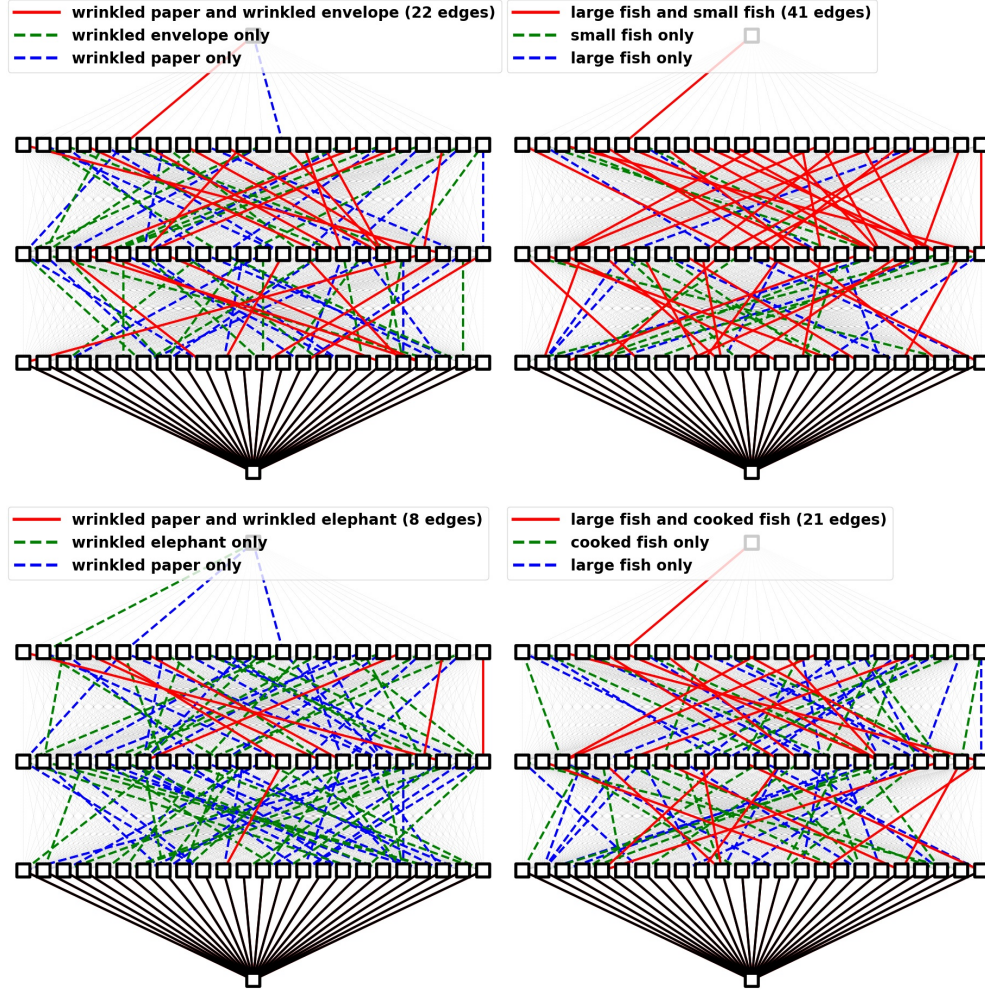 wrinkled paper and wrinkled envelope (22 edges)
wrinkled envelope only
wrinkled paper only
large fish and small fish (41 edges)
small fish only
large fish only
wrinkled paper and wrinkled elephant (8 edges)
wrinkled elephant only
wrinkled paper only
large fish and cooked fish (21 edges)
cooked fish only
large fish only